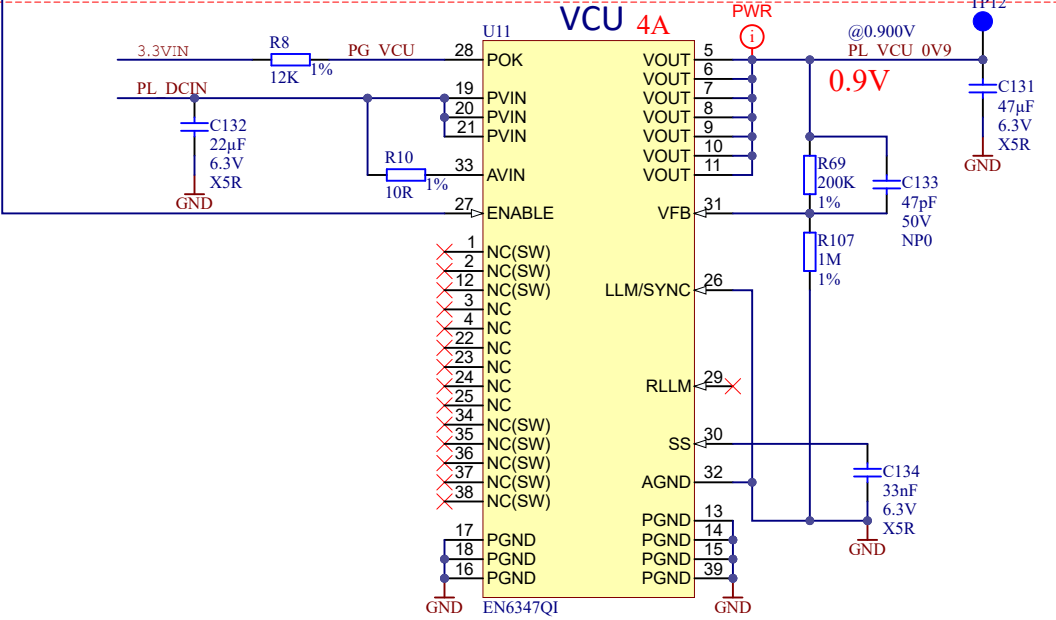 VCU 4A
PWR
i
TP12
U11
@0.900V
3.3VIN
R8
12K
1%
PG_VCU
28
POK
VOUT
5
PL_VCU_0V9
0.9V
VOUT
6
PL_DCIN
19
PVIN
VOUT
7
20
PVIN
VOUT
8
21
PVIN
VOUT
9
VOUT
10
VOUT
11
C131
47µF
6.3V
X5R
GND
C132
22µF
6.3V
X5R
GND
R10
10R
1%
33
AVIN
R69
200K
1%
C133
47pF
50V
NP0
27
ENABLE
VFB
31
R107
1M
1%
1
NC(SW)
2
NC(SW)
12
NC(SW)
LLM/SYNC
26
3
NC
4
NC
22
NC
23
NC
24
NC
RLLM
29
25
NC
34
NC(SW)
35
NC(SW)
SS
30
36
NC(SW)
37
NC(SW)
AGND
32
38
NC(SW)
C134
33nF
6.3V
X5R
GND
PGND
13
17
PGND
PGND
14
18
PGND
PGND
15
16
PGND
PGND
39
GND
EN6347QI
GND